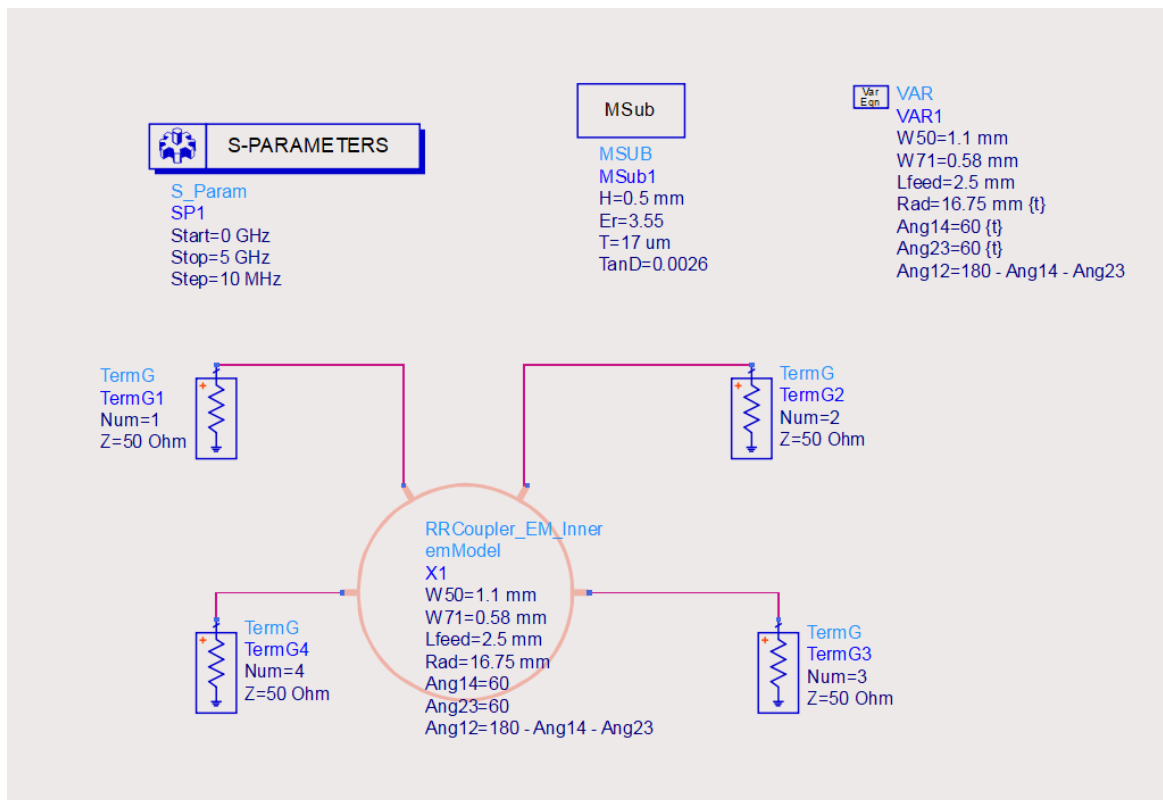 S-PARAMETERS
S_Param
SP1
Start=0 GHz
Stop=5 GHz
Step=10 MHz
MSub
MSUB
MSub1
H=0.5 mm
Er=3.55
T=17 um
TanD=0.0026
Var
Eqn
VAR
VAR1
W50=1.1 mm
W71=0.58 mm
Lfeed=2.5 mm
Rad=16.75 mm {t}
Ang14=60 {t}
Ang23=60 {t}
Ang12=180 - Ang14 - Ang23
TermG
TermG1
Num=1
Z=50 Ohm
TermG
TermG2
Num=2
Z=50 Ohm
RRCoupler_EM_Inner
emModel
X1
W50=1.1 mm
W71=0.58 mm
Lfeed=2.5 mm
Rad=16.75 mm
Ang14=60
Ang23=60
Ang12=180 - Ang14 - Ang23
TermG
TermG4
Num=4
Z=50 Ohm
TermG
TermG3
Num=3
Z=50 Ohm